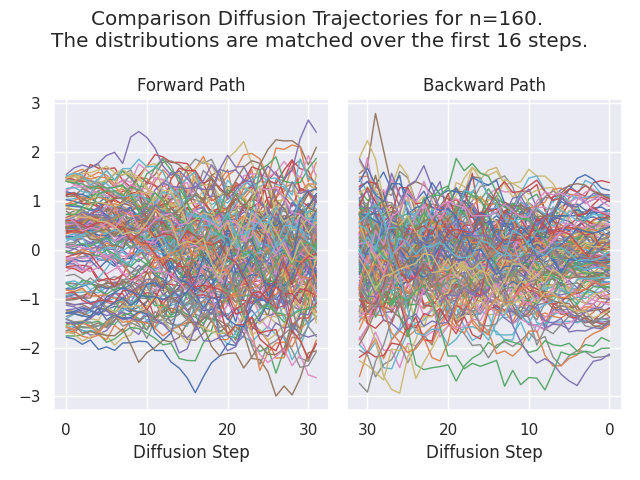 Comparison Diffusion Trajectories for n=160.
The distributions are matched over the first 16 steps.
Forward Path
Backward Path
3
2
1
0
−1
−2
−3
0 10 20 30
30 20 10 0
Diffusion Step
Diffusion Step